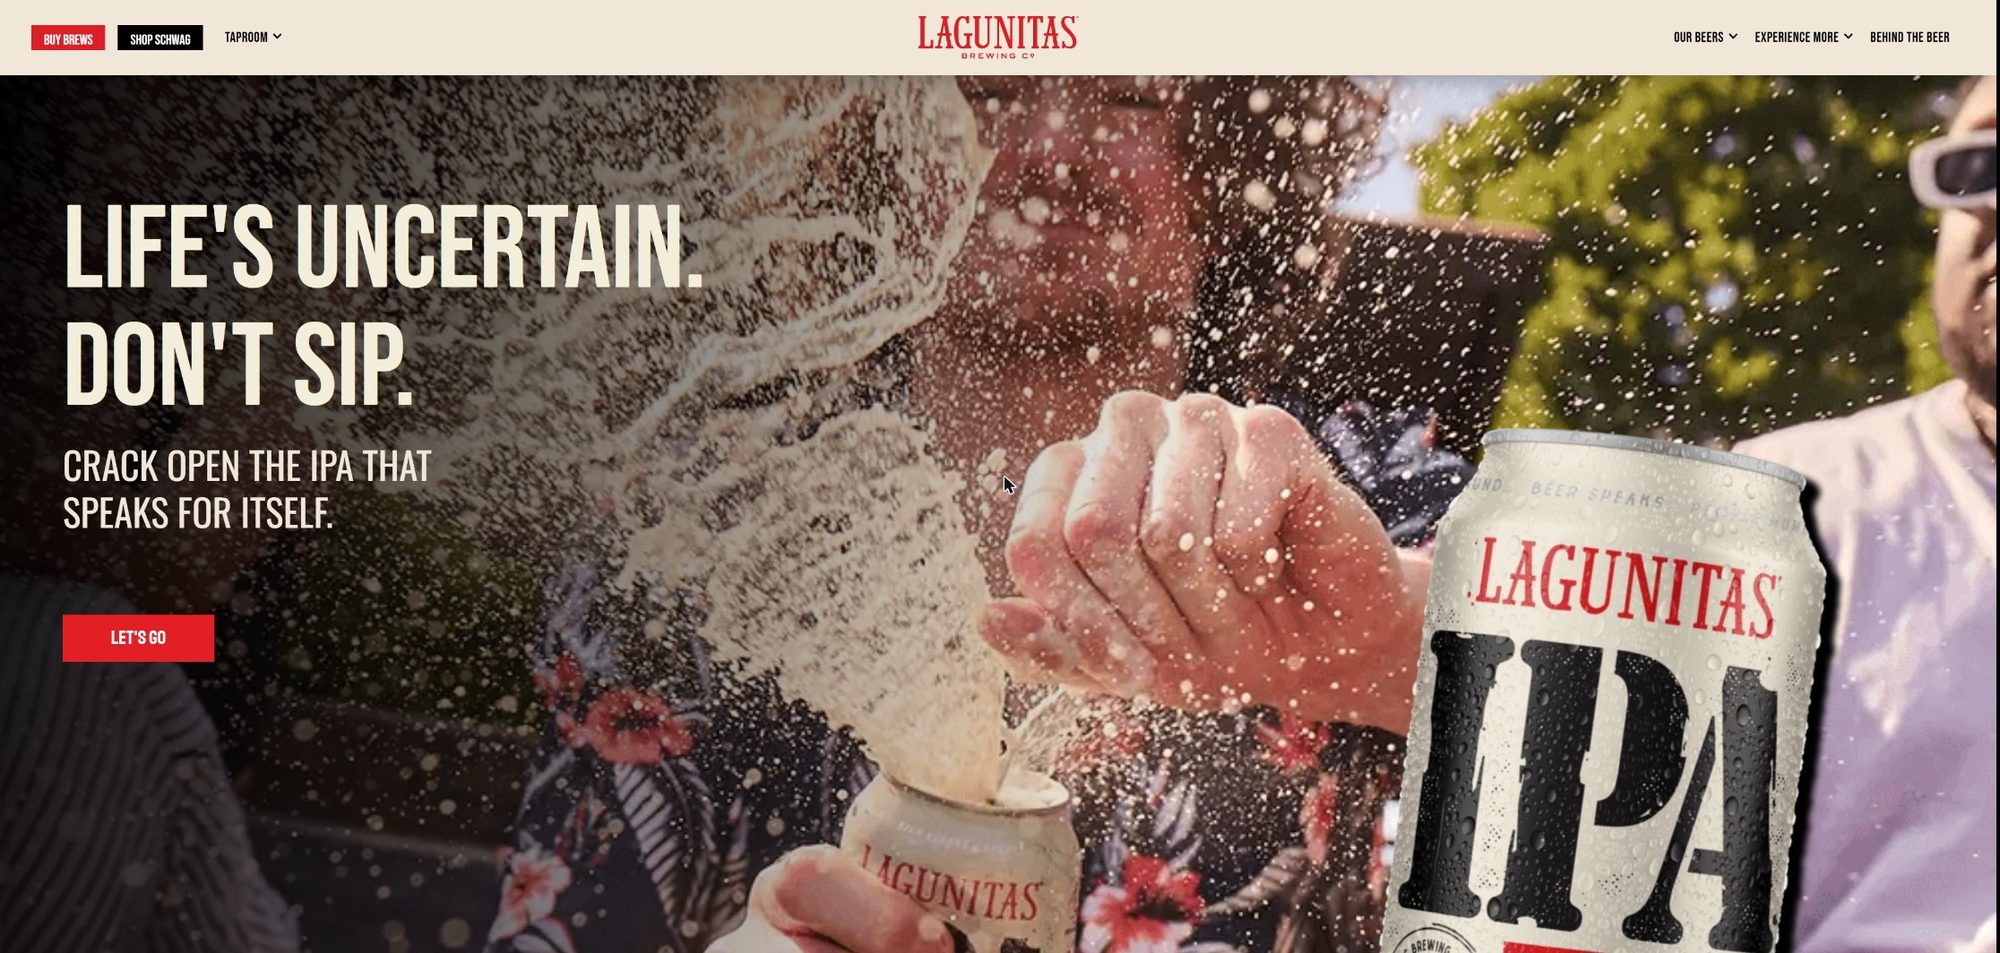 BUY BREWS
SHOP SCHWAG
TAPROOM
LAGUNITAS
BREWING CO
OUR BEERS
EXPERIENCE MORE
BEHIND THE BEER
LIFE'S UNCERTAIN.
DON'T SIP.
CRACK OPEN THE IPA THAT
SPEAKS FOR ITSELF.
LET'S GO
BEER SPEAKS
LAGUNITAS
IPA
BREWING
LAGUNITAS